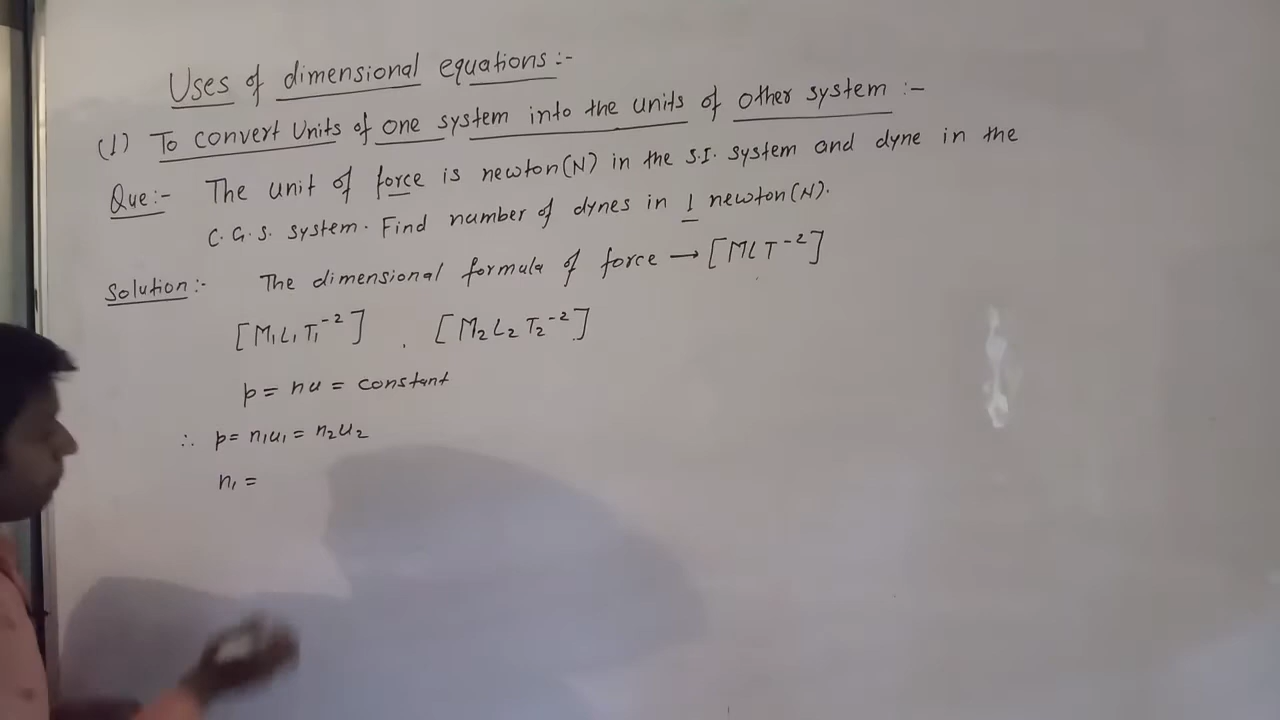 Uses of dimensional equations :-
(1) To convert Units of one system into the units of other system :-
Que:- The unit of force is newton(N) in the S.I. system and dyne in the
C.G.S. system. Find number of dynes in 1 newton(N).
Solution:- The dimensional formula of force → [MLT⁻²]
[M₁L₁T₁⁻²] , [M₂L₂T₂⁻²]
p = nu = constant
∴ p = n₁u₁ = n₂u₂
n₁ =